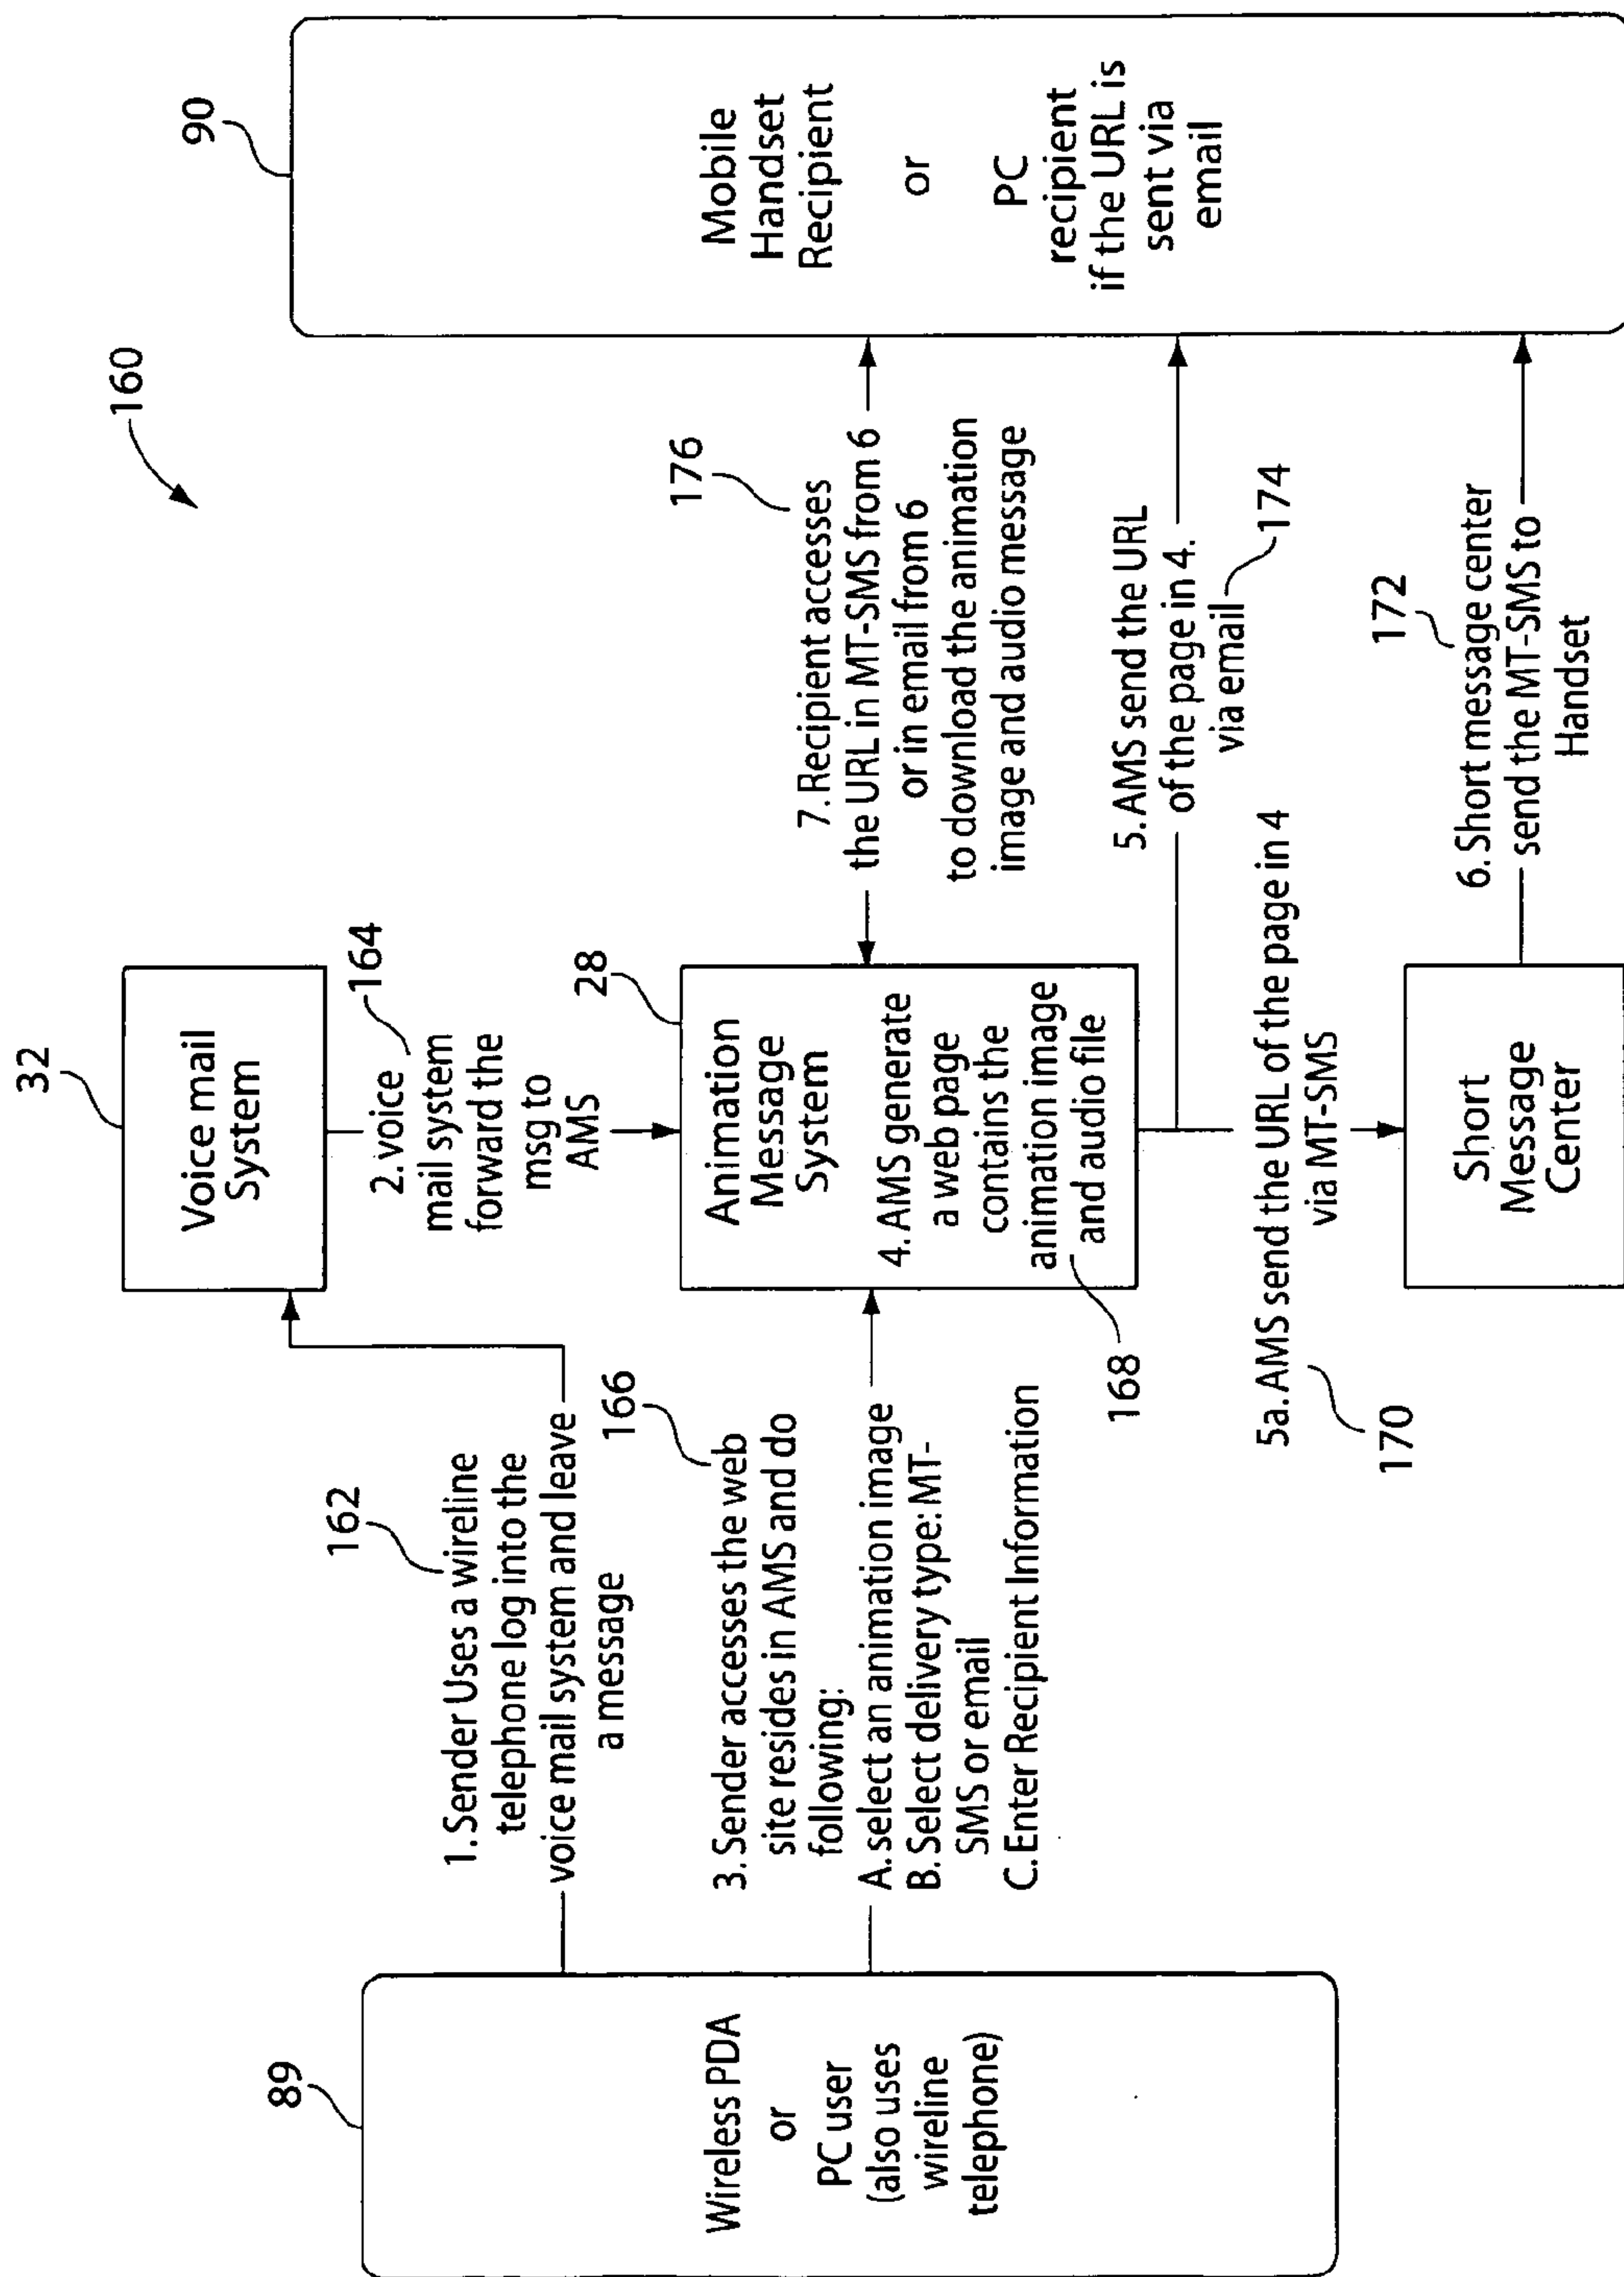 160
89
Wireless PDA
or
PC user
(also uses
wireline
telephone)
162
1. Sender Uses a wireline
telephone log into the
voice mail system and leave
a message
166
3. Sender accesses the web
site resides in AMS and do
following:
A. select an animation image
B. Select delivery type: MT-
SMS or email
C. Enter Recipient Information
32
Voice mail
System
164
2. voice
mail system
forward the
msg to
AMS
28
Animation
Message
System
4. AMS generate
a web page
contains the
animation image
and audio file
168
5a. AMS send the URL of the page in 4
via MT-SMS
170
Short
Message
Center
176
7. Recipient accesses
the URL in MT-SMS from 6
or in email from 6
to download the animation
image and audio message
5. AMS send the URL
of the page in 4.
via email
174
172
6. Short message center
send the MT-SMS to
Handset
90
Mobile
Handset
Recipient
or
PC
recipient
if the URL is
sent via
email